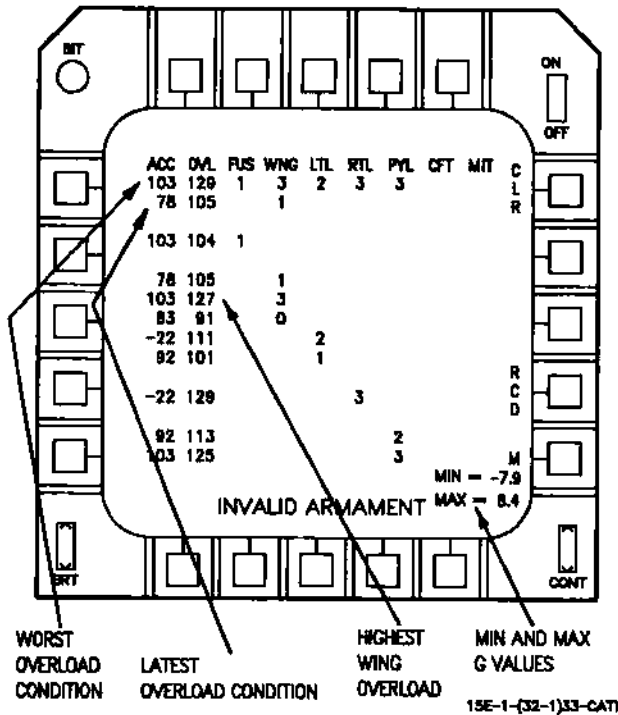 BIT
ON
OFF
ACC OVL FUS WNG LTL RTL PYL CFT MIT
103 129 1 3 2 3 3
78 105 1
103 104 1
78 105 1
103 127 3
83 91 0
-22 111 2
92 101 1
-22 129 3
92 113 2
103 125 3
C
L
R
R
C
D
M
MIN = -7.9
MAX = 8.4
INVALID ARMAMENT
BRT
CONT
WORST
OVERLOAD
CONDITION
LATEST
OVERLOAD CONDITION
HIGHEST
WING
OVERLOAD
MIN AND MAX
G VALUES
15E-1-(32-1)33-CATI